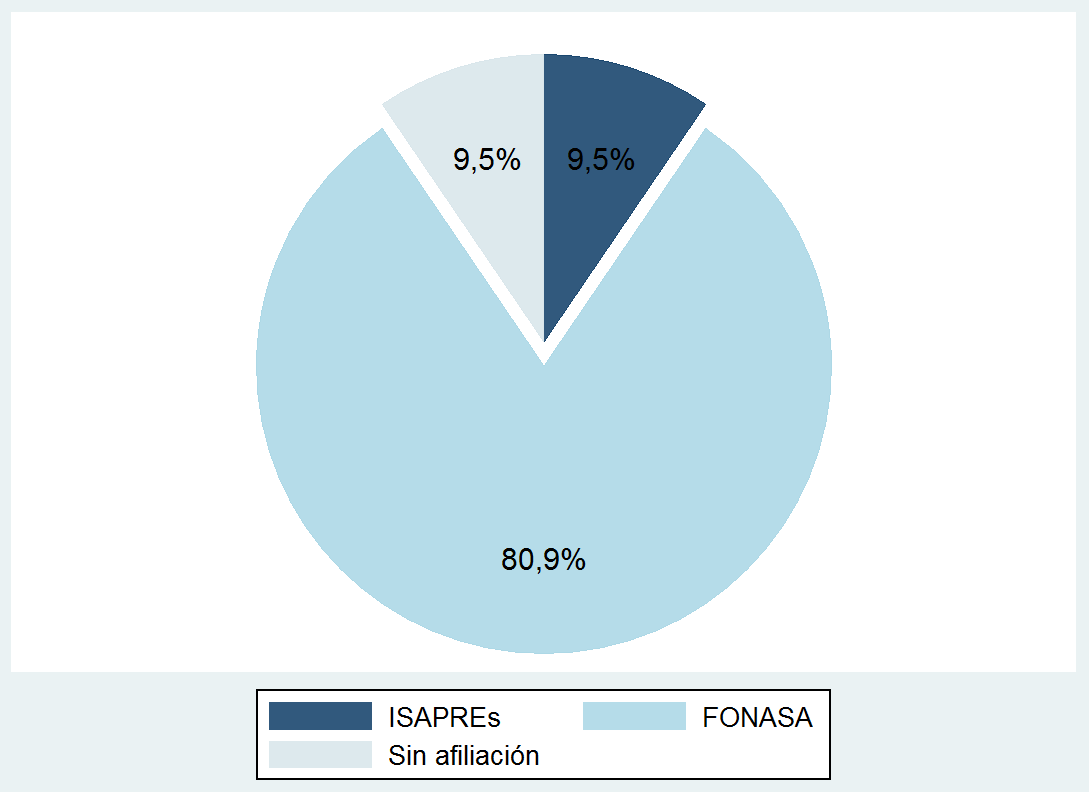 9,5% 9,5%
80,9%
ISAPREs FONASA
Sin afiliación